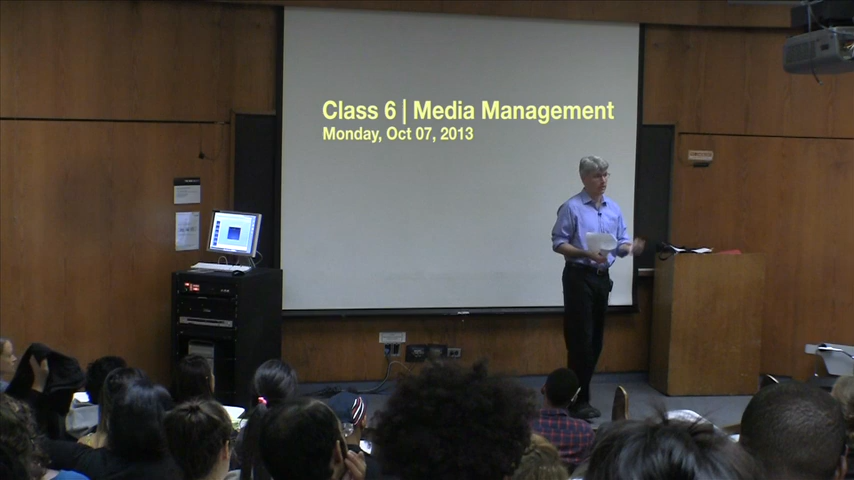 Class 6 | Media Management
Monday, Oct 07, 2013